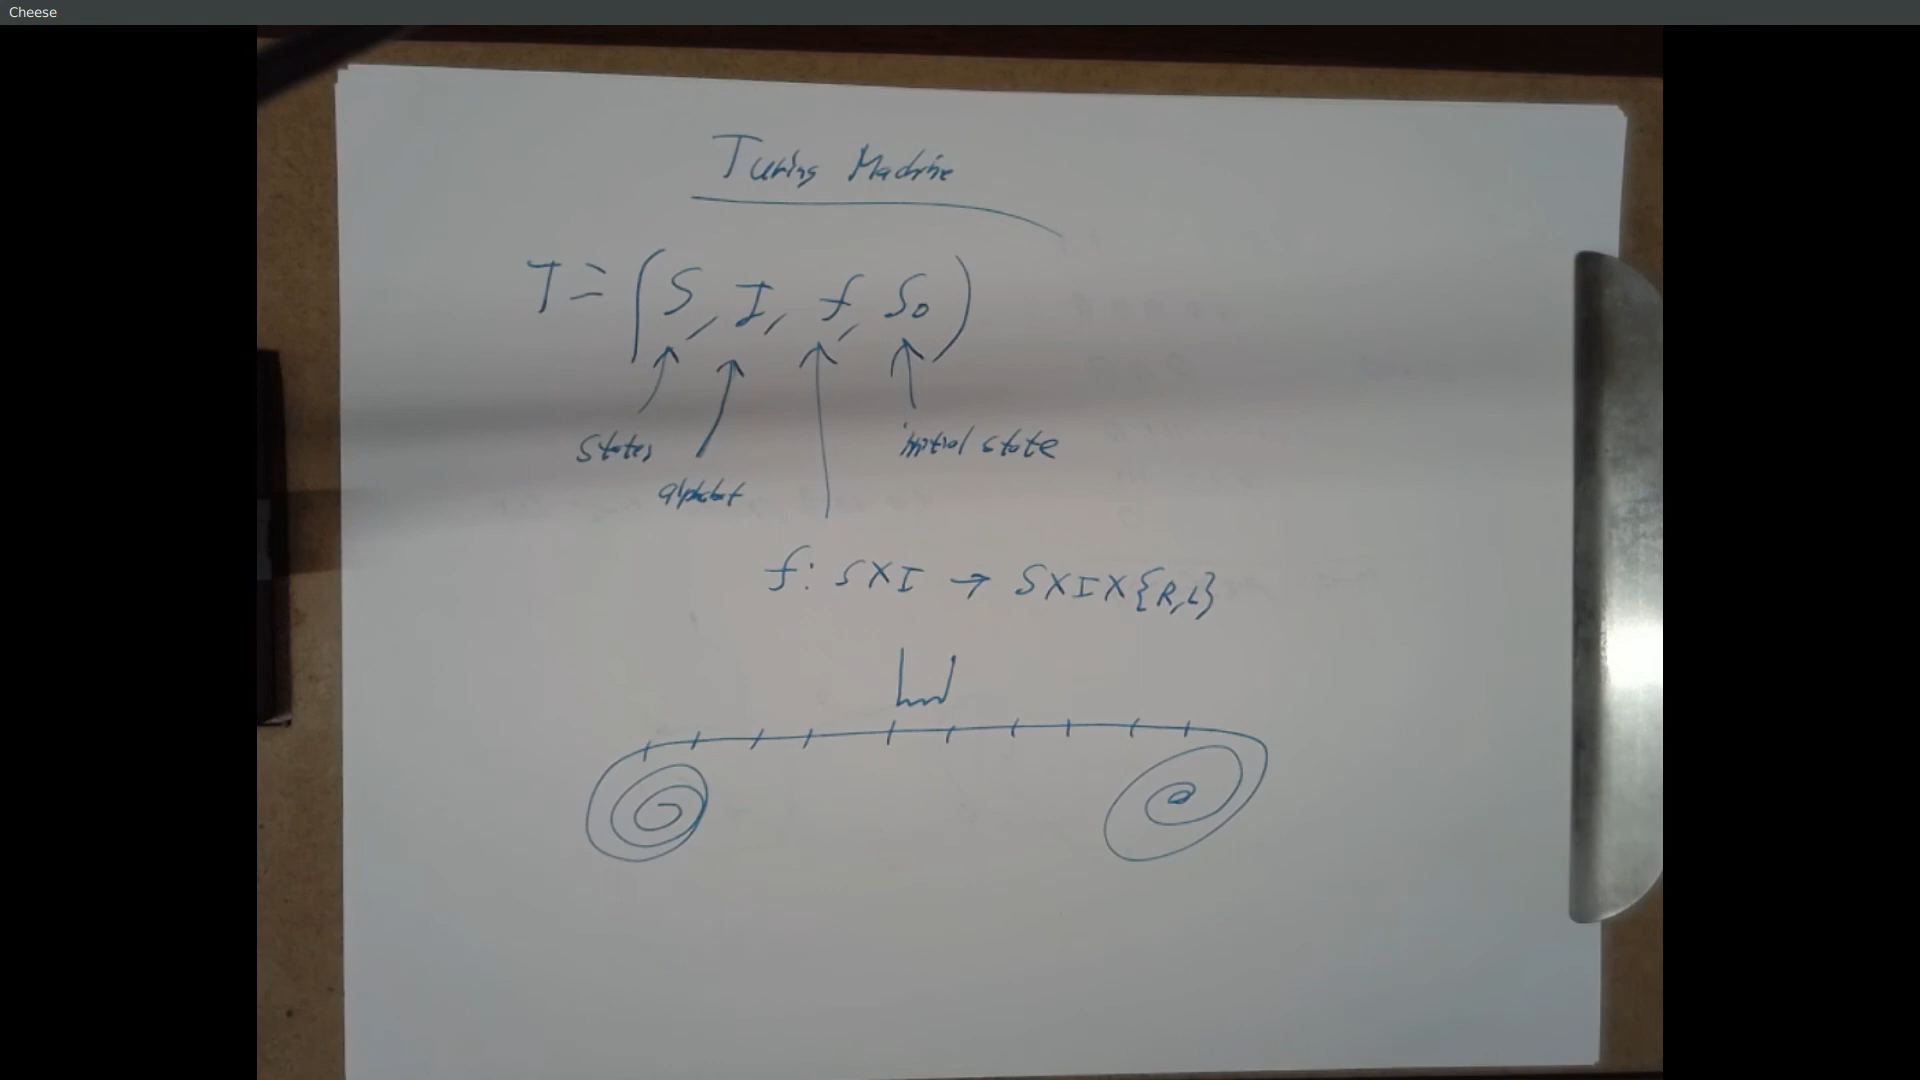 Cheese
Turing Machine
T = (S, I, f, S₀)
States
initial state
alphabet
f: S X I → S X I X {R, L}